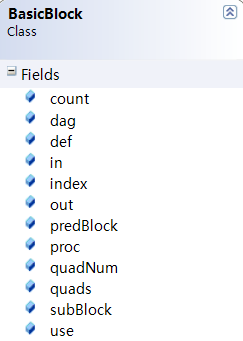 BasicBlock
Class
Fields
count
dag
def
in
index
out
predBlock
proc
quadNum
quads
subBlock
use